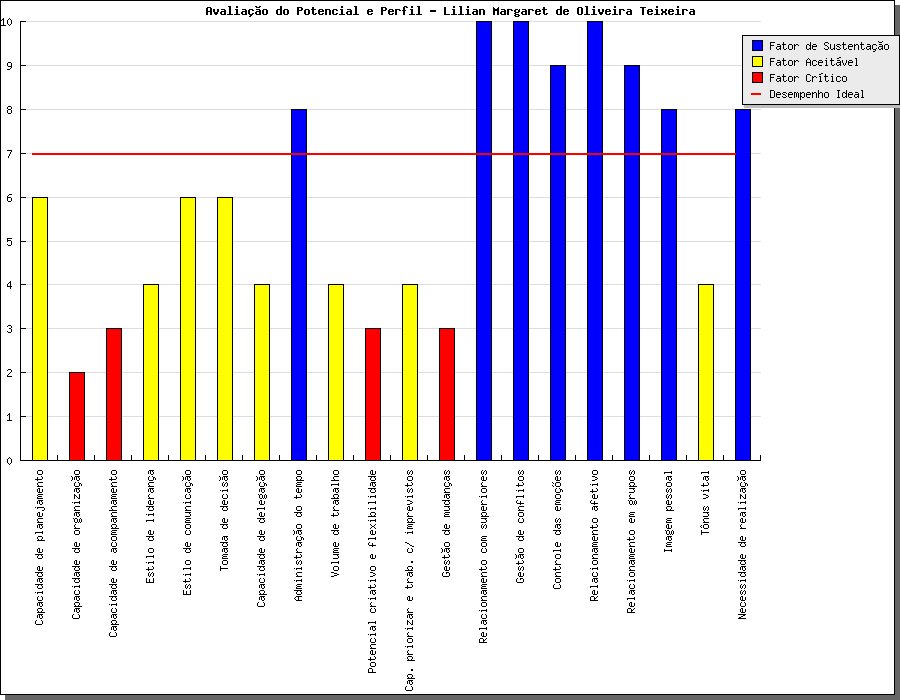 Avaliação do Potencial e Perfil - Lilian Margaret de Oliveira Teixeira
Fator de Sustentação
Fator Aceitável
Fator Crítico
Desempenho Ideal
10
9
8
7
6
5
4
3
2
1
0
Capacidade de planejamento
Capacidade de organização
Capacidade de acompanhamento
Estilo de liderança
Estilo de comunicação
Tomada de decisão
Capacidade de delegação
Administração do tempo
Volume de trabalho
Potencial criativo e flexibilidade
Cap. priorizar e trab. c/ imprevistos
Gestão de mudanças
Relacionamento com superiores
Gestão de conflitos
Controle das emoções
Relacionamento afetivo
Relacionamento em grupos
Imagem pessoal
Tônus vital
Necessidade de realização